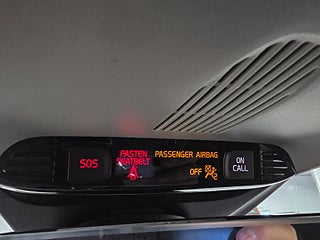 SOS
FASTEN
SEATBELT
PASSENGER AIRBAG
OFF
ON
CALL